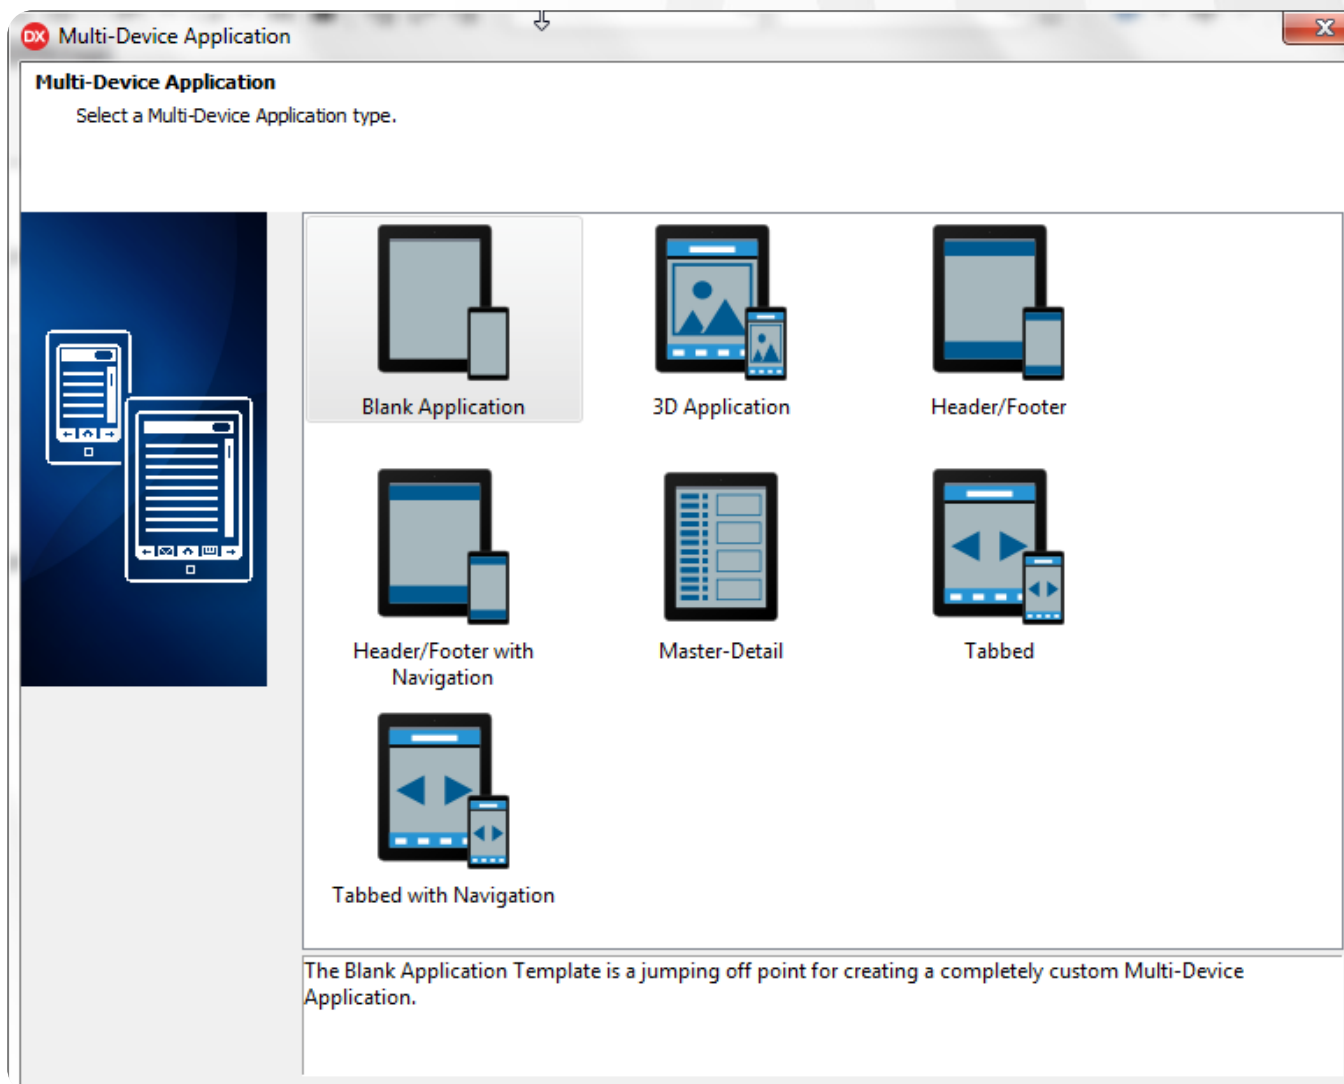 DX Multi-Device Application
X
Multi-Device Application
Select a Multi-Device Application type.
Blank Application
3D Application
Header/Footer
Header/Footer with
Navigation
Master-Detail
Tabbed
Tabbed with Navigation
The Blank Application Template is a jumping off point for creating a completely custom Multi-Device
Application.